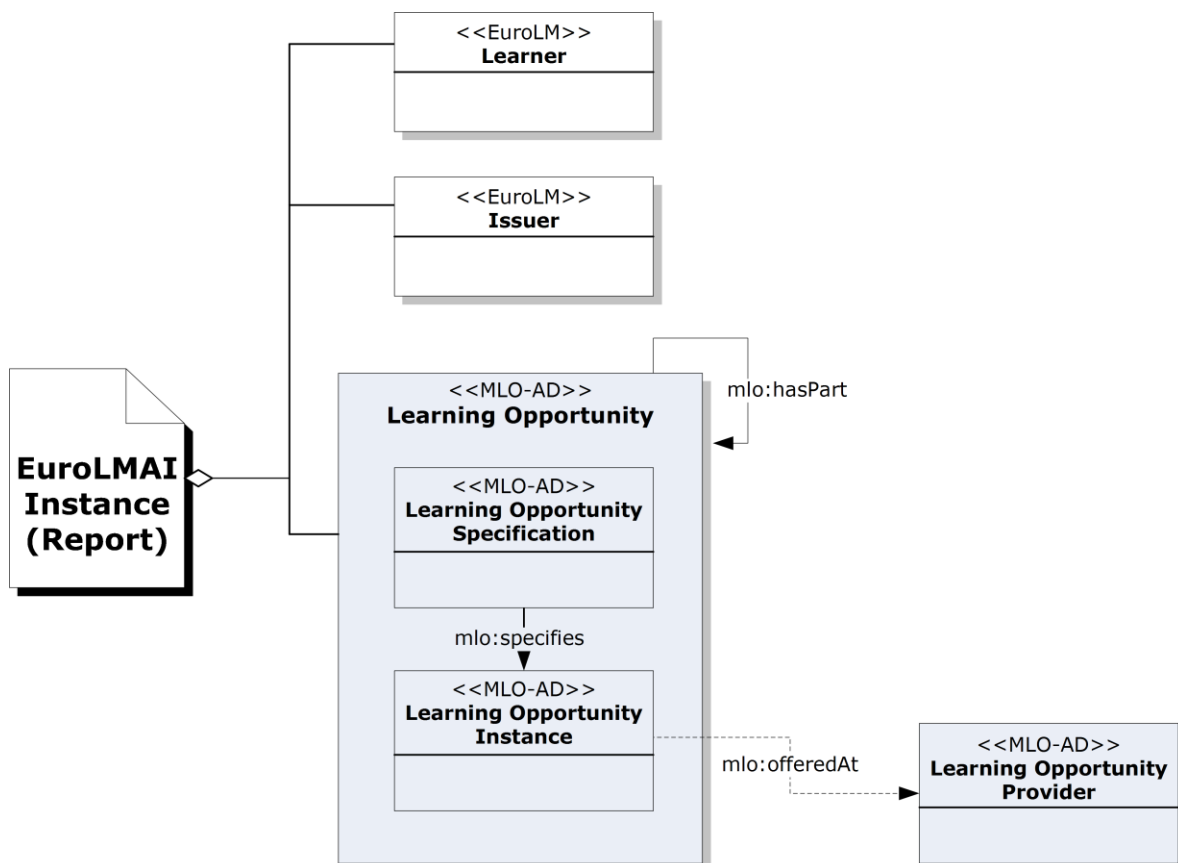 <<EuroLM>>
Learner
<<EuroLM>>
Issuer
<<MLO-AD>>
Learning Opportunity
mlo:hasPart
EuroLMAI
Instance
(Report)
<<MLO-AD>>
Learning Opportunity
Specification
mlo:specifies
<<MLO-AD>>
Learning Opportunity
Instance
mlo:offeredAt
<<MLO-AD>>
Learning Opportunity
Provider